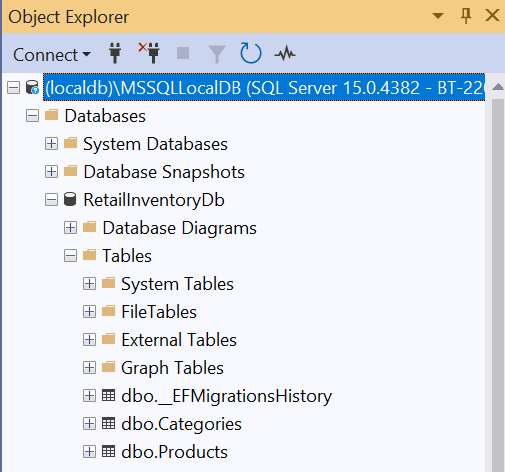 Object Explorer
Connect
(localdb)\MSSQLLocalDB (SQL Server 15.0.4382 - BT-22
Databases
System Databases
Database Snapshots
RetailInventoryDb
Database Diagrams
Tables
System Tables
FileTables
External Tables
Graph Tables
dbo.__EFMigrationsHistory
dbo.Categories
dbo.Products